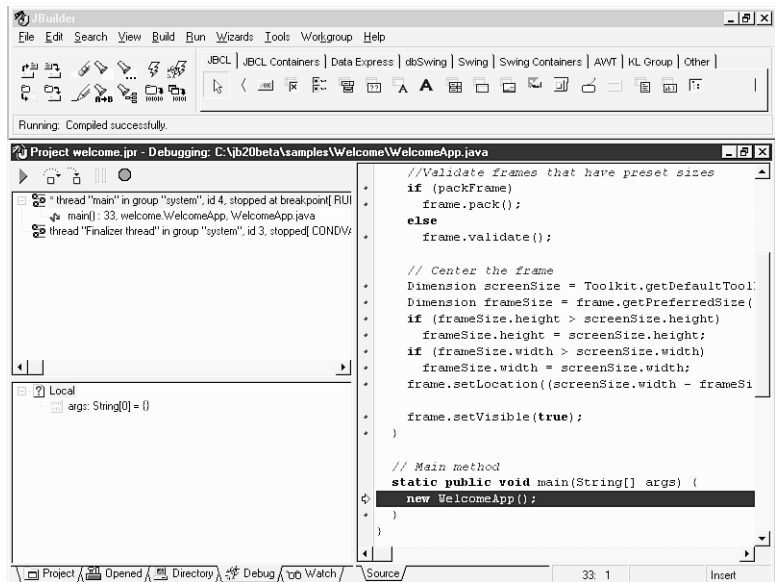 JBuilder
File Edit Search View Build Run Wizards Tools Workgroup Help
JBCL JBCL Containers Data Express dbSwing Swing Swing Containers AWT KL Group Other
Running: Compiled successfully.
Project welcome.jpr - Debugging: C:\jb20beta\samples\Welcome\WelcomeApp.java
* thread "main" in group "system", id 4, stopped at breakpoint[ RUI
main() : 33, welcome.WelcomeApp, WelcomeApp.java
thread "Finalizer thread" in group "system", id 3, stopped[ CONDVA
Local
args: String[0] = {}
Project Opened Directory Debug Watch
//Validate frames that have preset sizes
if (packFrame)
frame.pack();
else
frame.validate();
// Center the frame
Dimension screenSize = Toolkit.getDefaultTool
Dimension frameSize = frame.getPreferredSize(
if (frameSize.height > screenSize.height)
frameSize.height = screenSize.height;
if (frameSize.width > screenSize.width)
frameSize.width = screenSize.width;
frame.setLocation((screenSize.width - frameSi
frame.setVisible(true);
}
// Main method
static public void main(String[] args) {
new WelcomeApp();
}
}
Source
33: 1 Insert